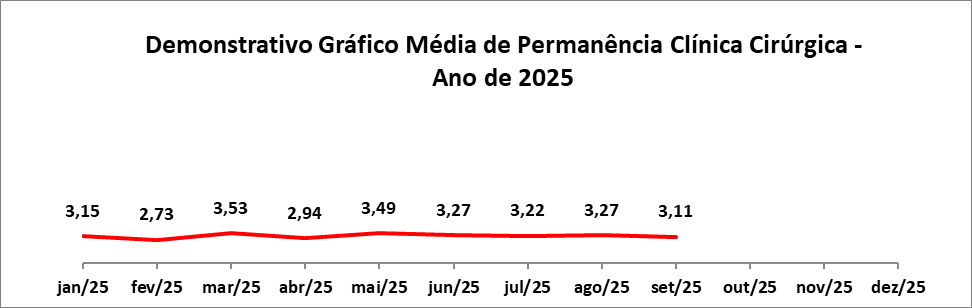 Demonstrativo Gráfico Média de Permanência Clínica Cirúrgica -
Ano de 2025
3,15 2,73 3,53 2,94 3,49 3,27 3,22 3,27 3,11
jan/25 fev/25 mar/25 abr/25 mai/25 jun/25 jul/25 ago/25 set/25 out/25 nov/25 dez/25